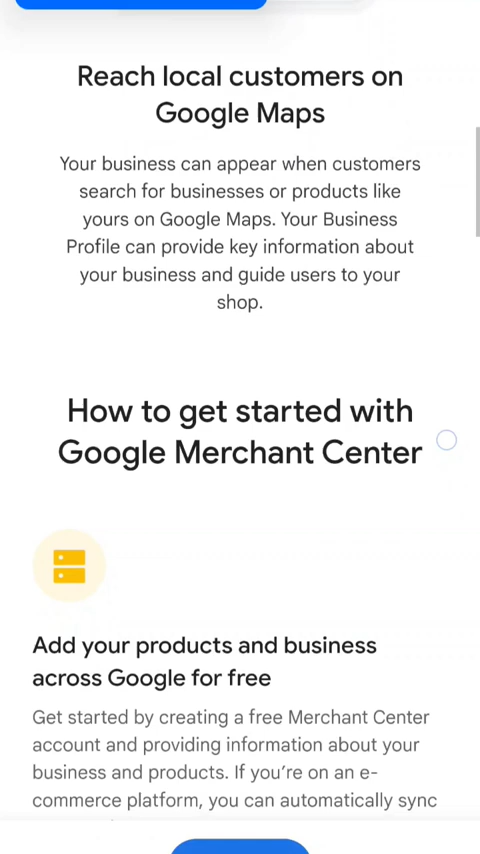 Reach local customers on
Google Maps
Your business can appear when customers
search for businesses or products like
yours on Google Maps. Your Business
Profile can provide key information about
your business and guide users to your
shop.
How to get started with
Google Merchant Center
Add your products and business
across Google for free
Get started by creating a free Merchant Center
account and providing information about your
business and products. If you’re on an e-
commerce platform, you can automatically sync